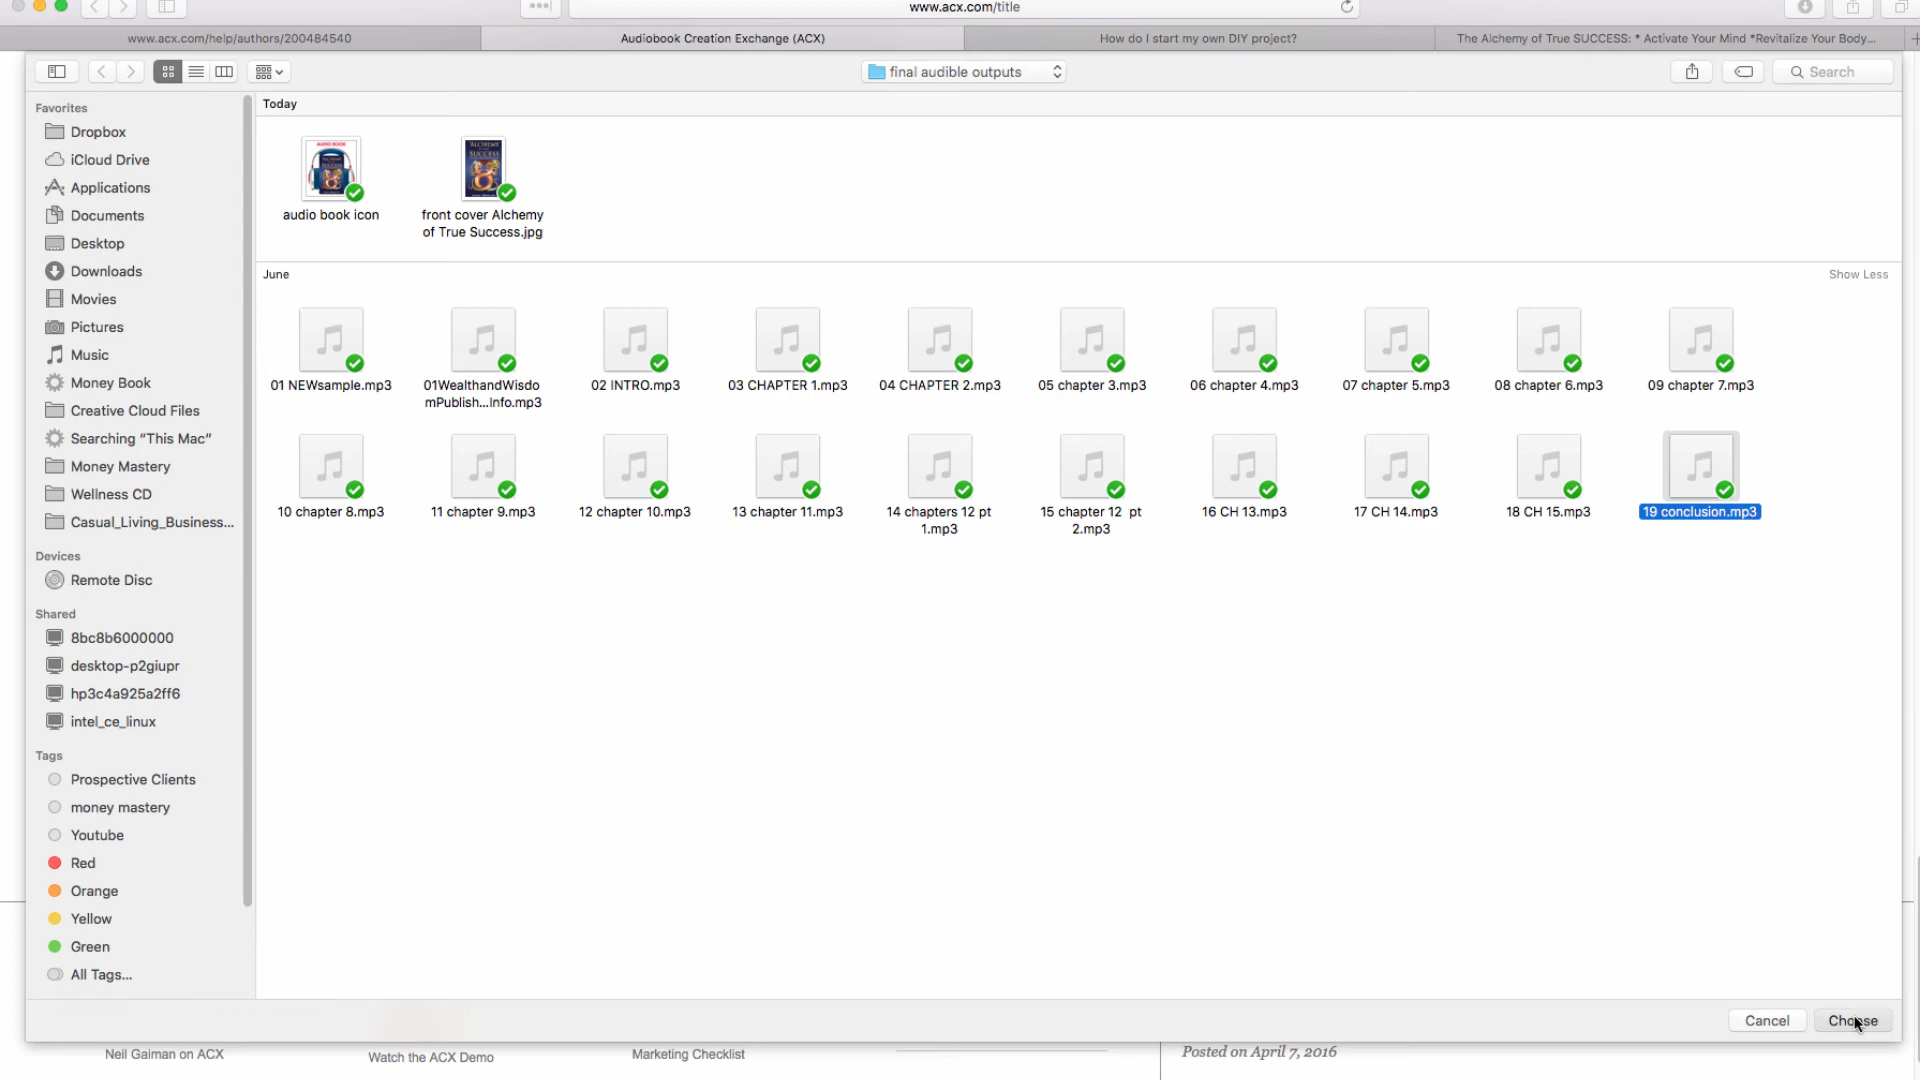 www.acx.com/title
www.acx.com/help/authors/200484540
Audiobook Creation Exchange (ACX)
How do I start my own DIY project?
The Alchemy of True SUCCESS: * Activate Your Mind *Revitalize Your Body...
final audible outputs
Search
Favorites
Dropbox
iCloud Drive
Applications
Documents
Desktop
Downloads
Movies
Pictures
Music
Money Book
Creative Cloud Files
Searching “This Mac”
Money Mastery
Wellness CD
Casual_Living_Business...
Devices
Remote Disc
Shared
8bc8b6000000
desktop-p2giupr
hp3c4a925a2ff6
intel_ce_linux
Tags
Prospective Clients
money mastery
Youtube
Red
Orange
Yellow
Green
All Tags...
Today
AUDIO BOOK
ALCHEMY
SUCCESS
audio book icon
front cover Alchemy
of True Success.jpg
June
Show Less
01 NEWsample.mp3
01WealthandWisdo
mPublish...Info.mp3
02 INTRO.mp3
03 CHAPTER 1.mp3
04 CHAPTER 2.mp3
05 chapter 3.mp3
06 chapter 4.mp3
07 chapter 5.mp3
08 chapter 6.mp3
09 chapter 7.mp3
10 chapter 8.mp3
11 chapter 9.mp3
12 chapter 10.mp3
13 chapter 11.mp3
14 chapters 12 pt
1.mp3
15 chapter 12 pt
2.mp3
16 CH 13.mp3
17 CH 14.mp3
18 CH 15.mp3
19 conclusion.mp3
Cancel
Choose
Neil Gaiman on ACX
Watch the ACX Demo
Marketing Checklist
Posted on April 7, 2016